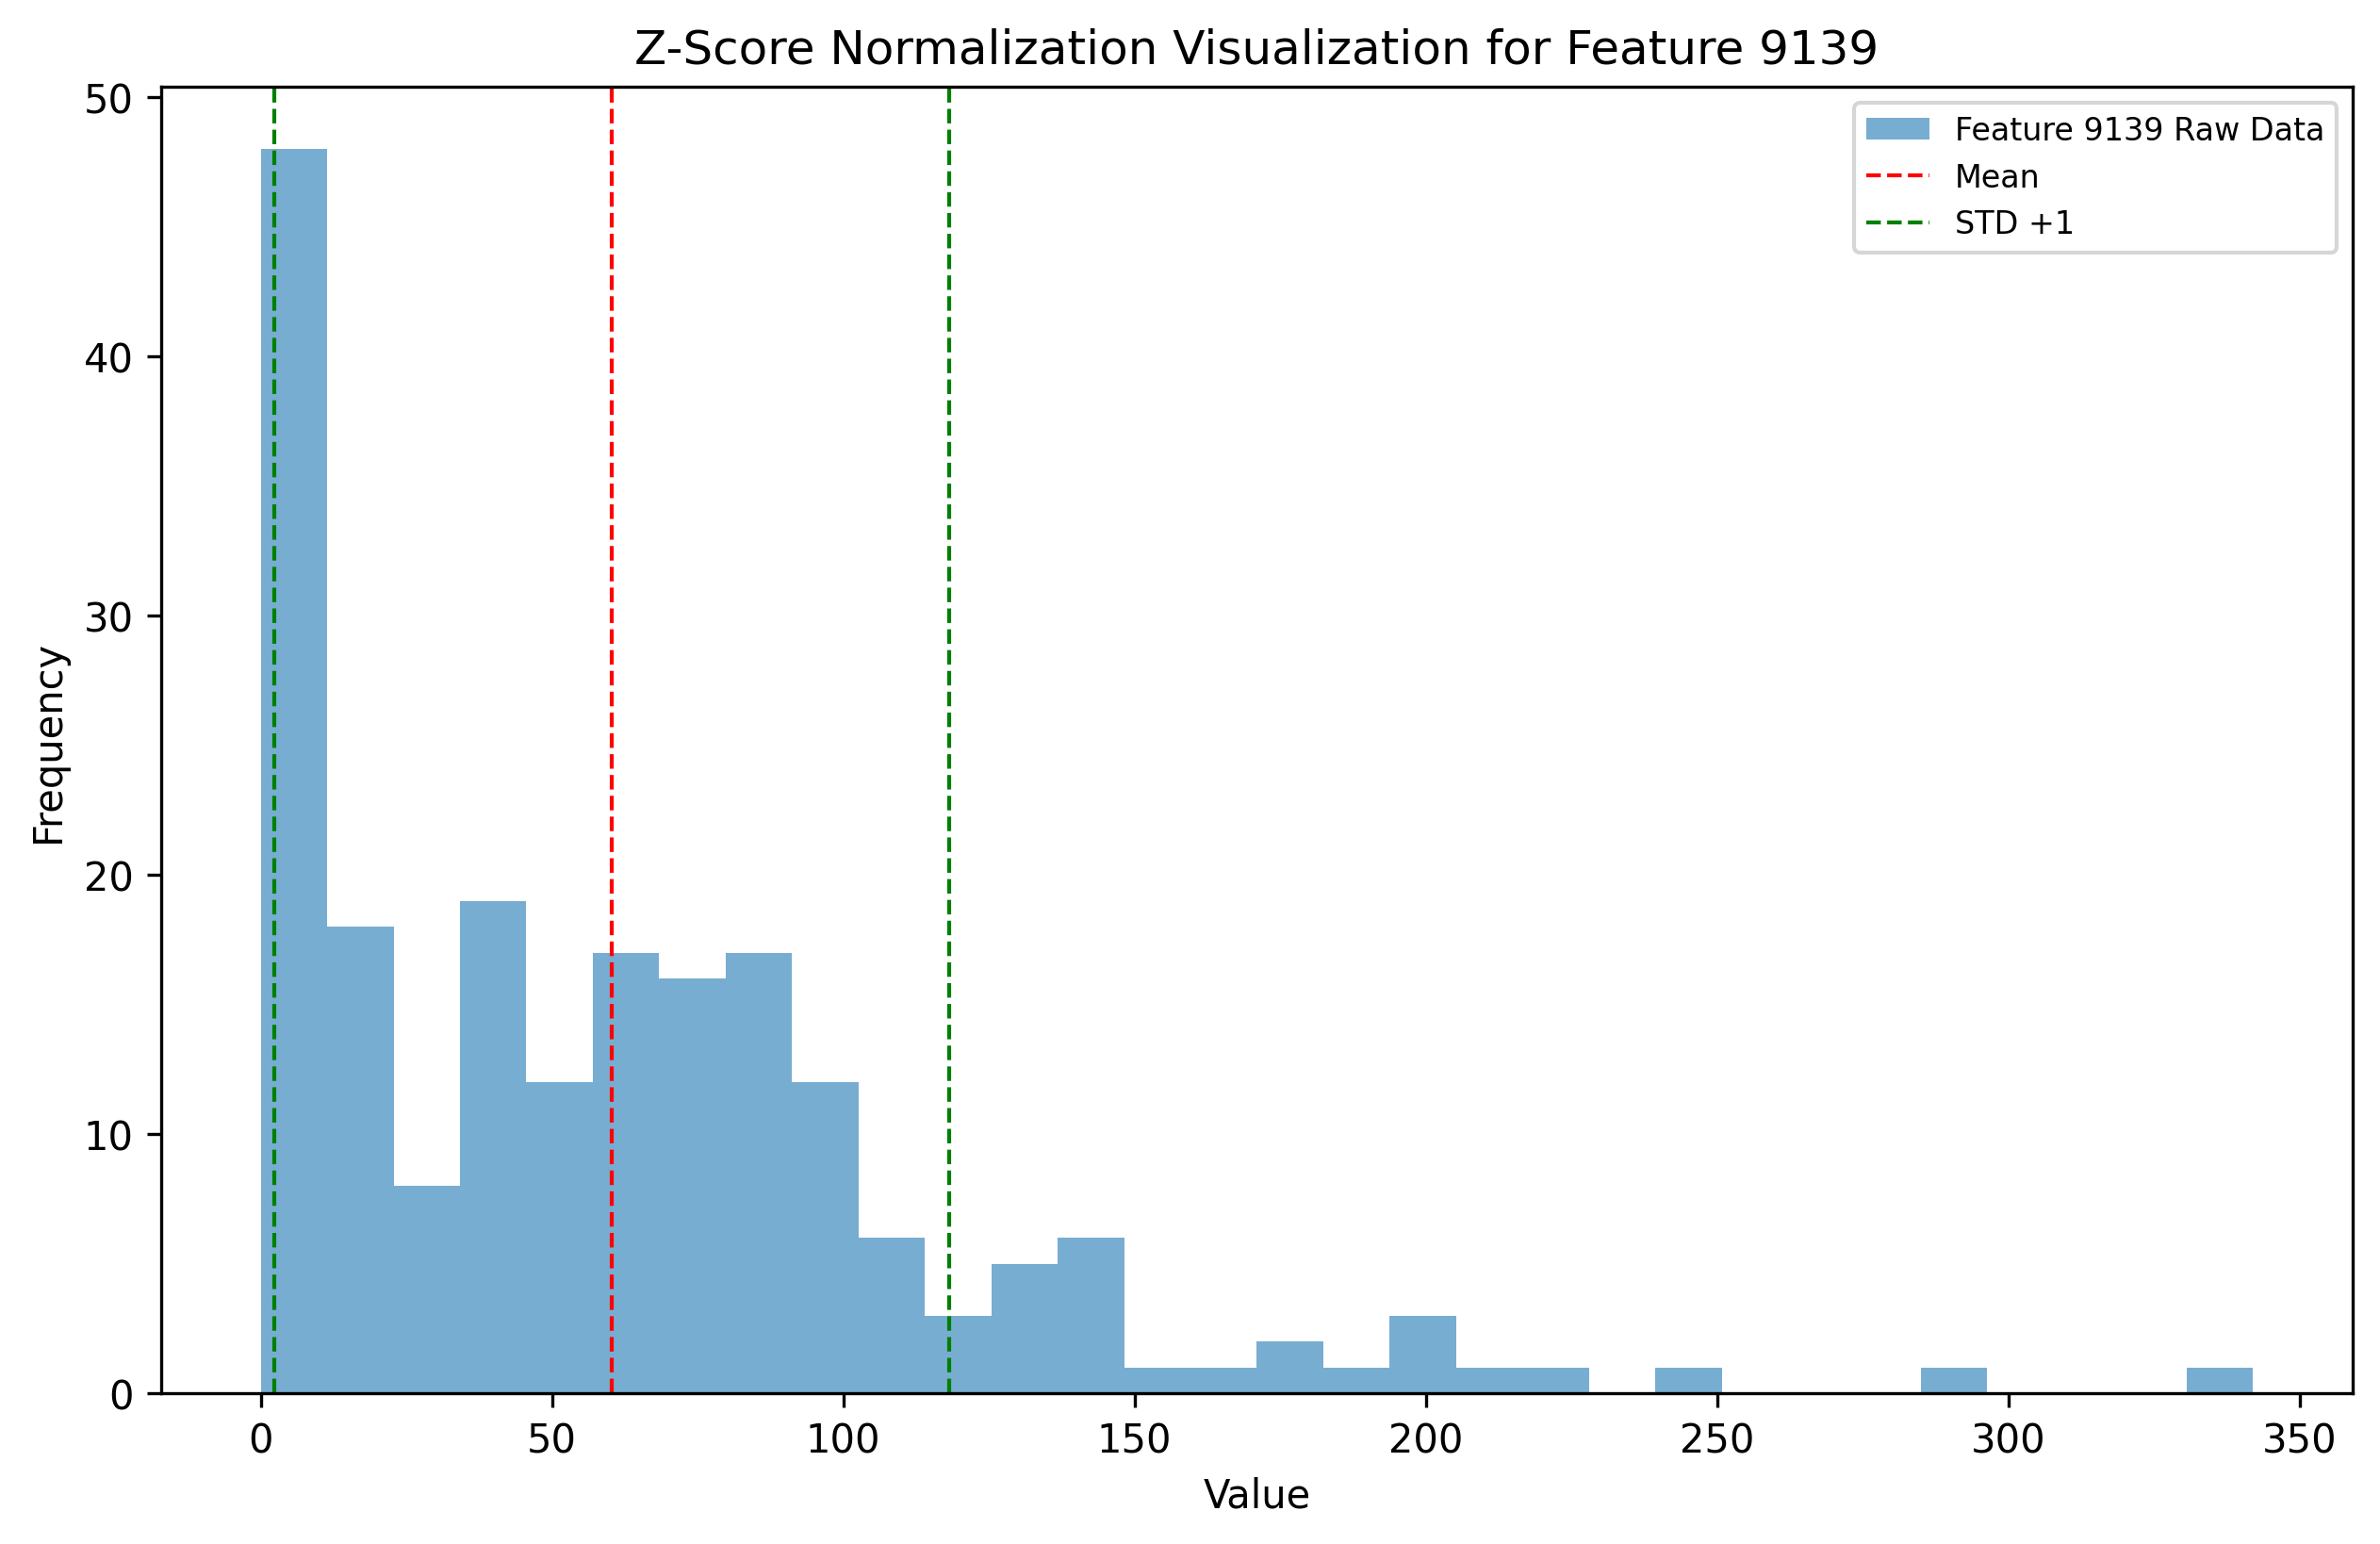 Z-Score Normalization Visualization for Feature 9139
Feature 9139 Raw Data
Mean
STD +1
50
40
30
20
10
0
Frequency
0 50 100 150 200 250 300 350
Value